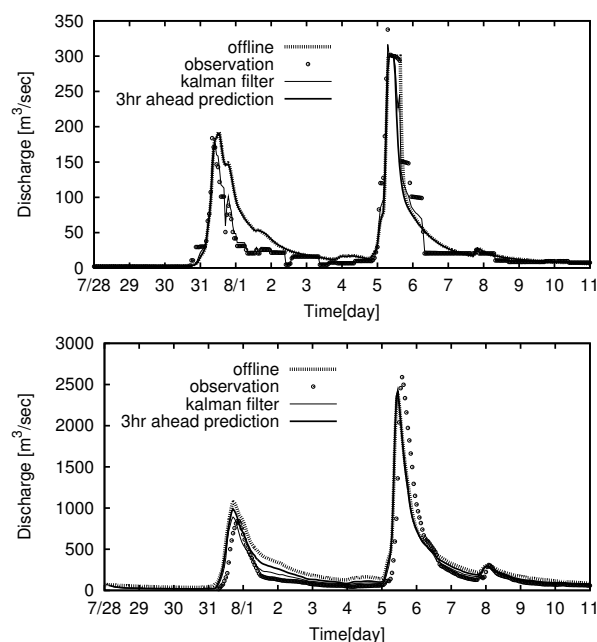 350
300
250
200
150
100
50
0
Discharge [m³/sec]
offline
observation
kalman filter
3hr ahead prediction
7/28 29 30 31 8/1 2 3 4 5 6 7 8 9 10 11
Time[day]
3000
2500
2000
1500
1000
500
0
Discharge [m³/sec]
offline
observation
kalman filter
3hr ahead prediction
7/28 29 30 31 8/1 2 3 4 5 6 7 8 9 10 11
Time[day]